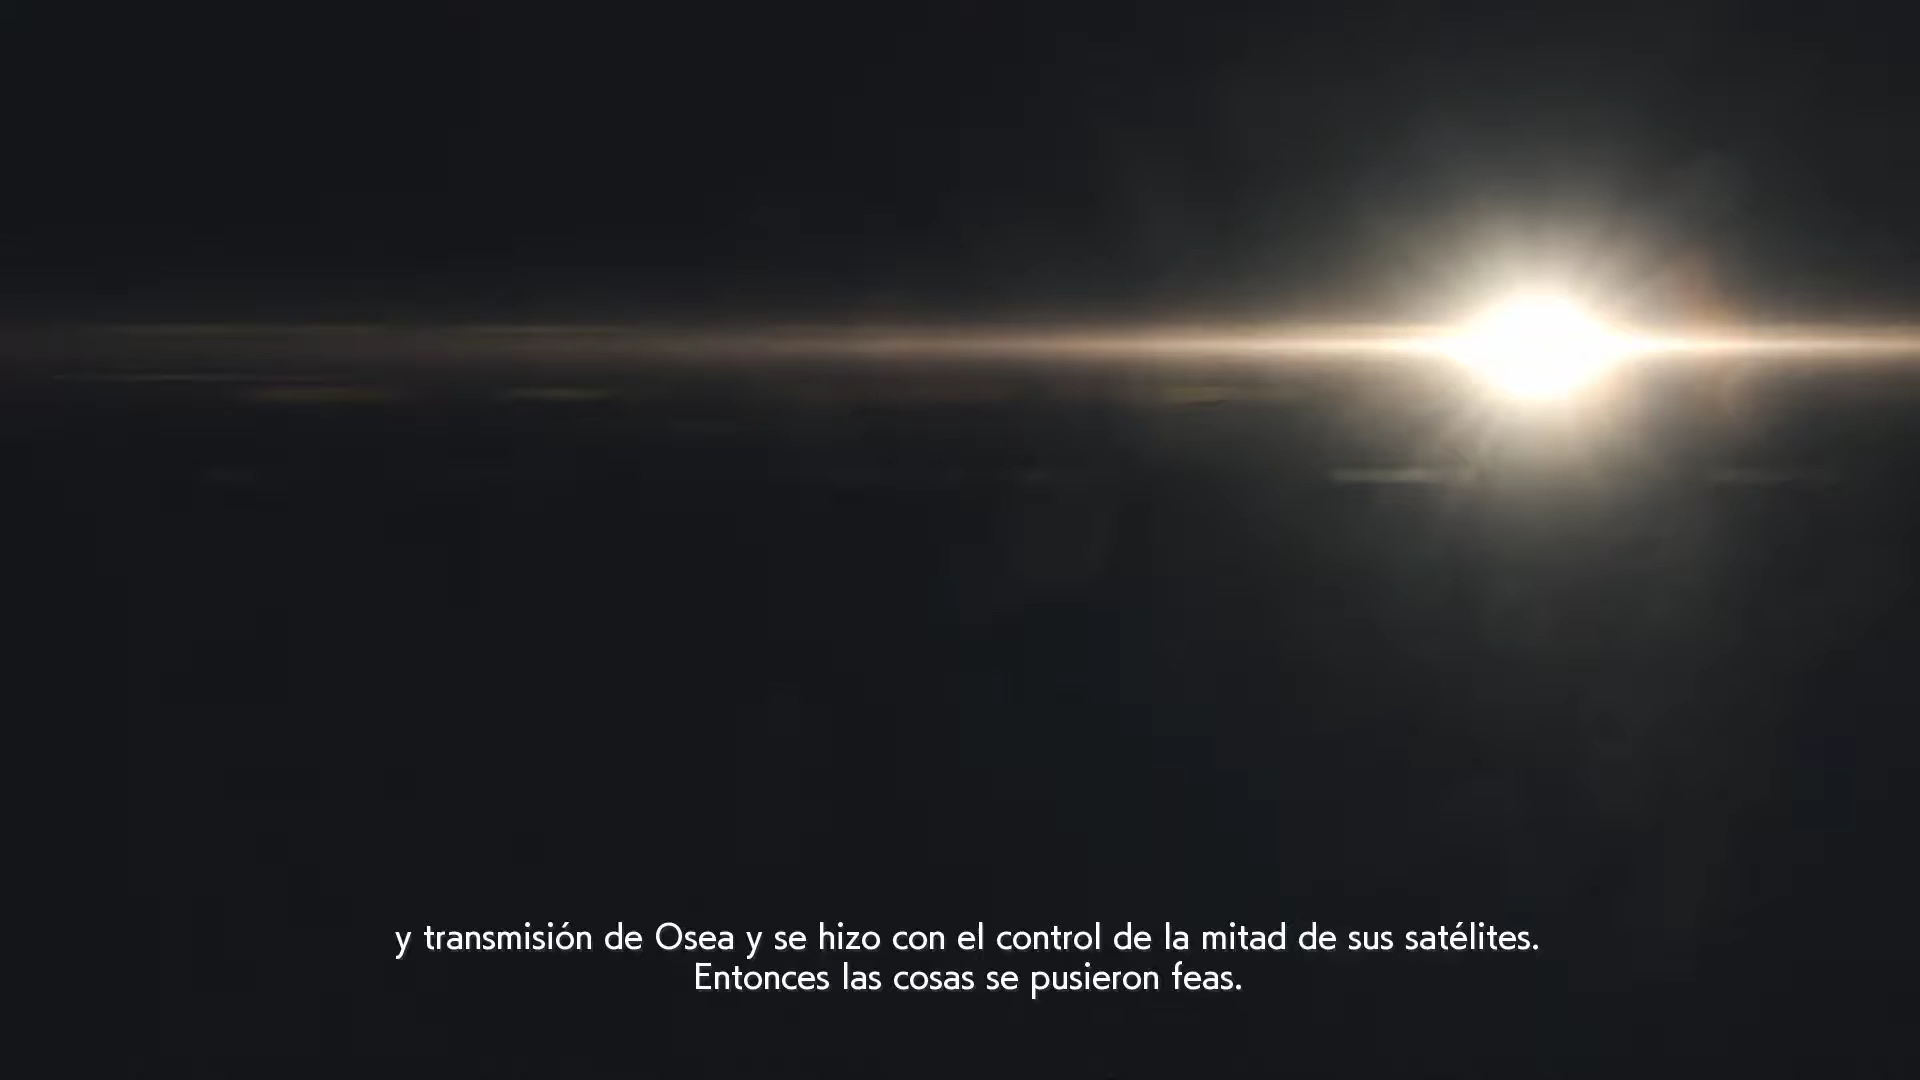 y transmisión de Osea y se hizo con el control de la mitad de sus satélites.
Entonces las cosas se pusieron feas.